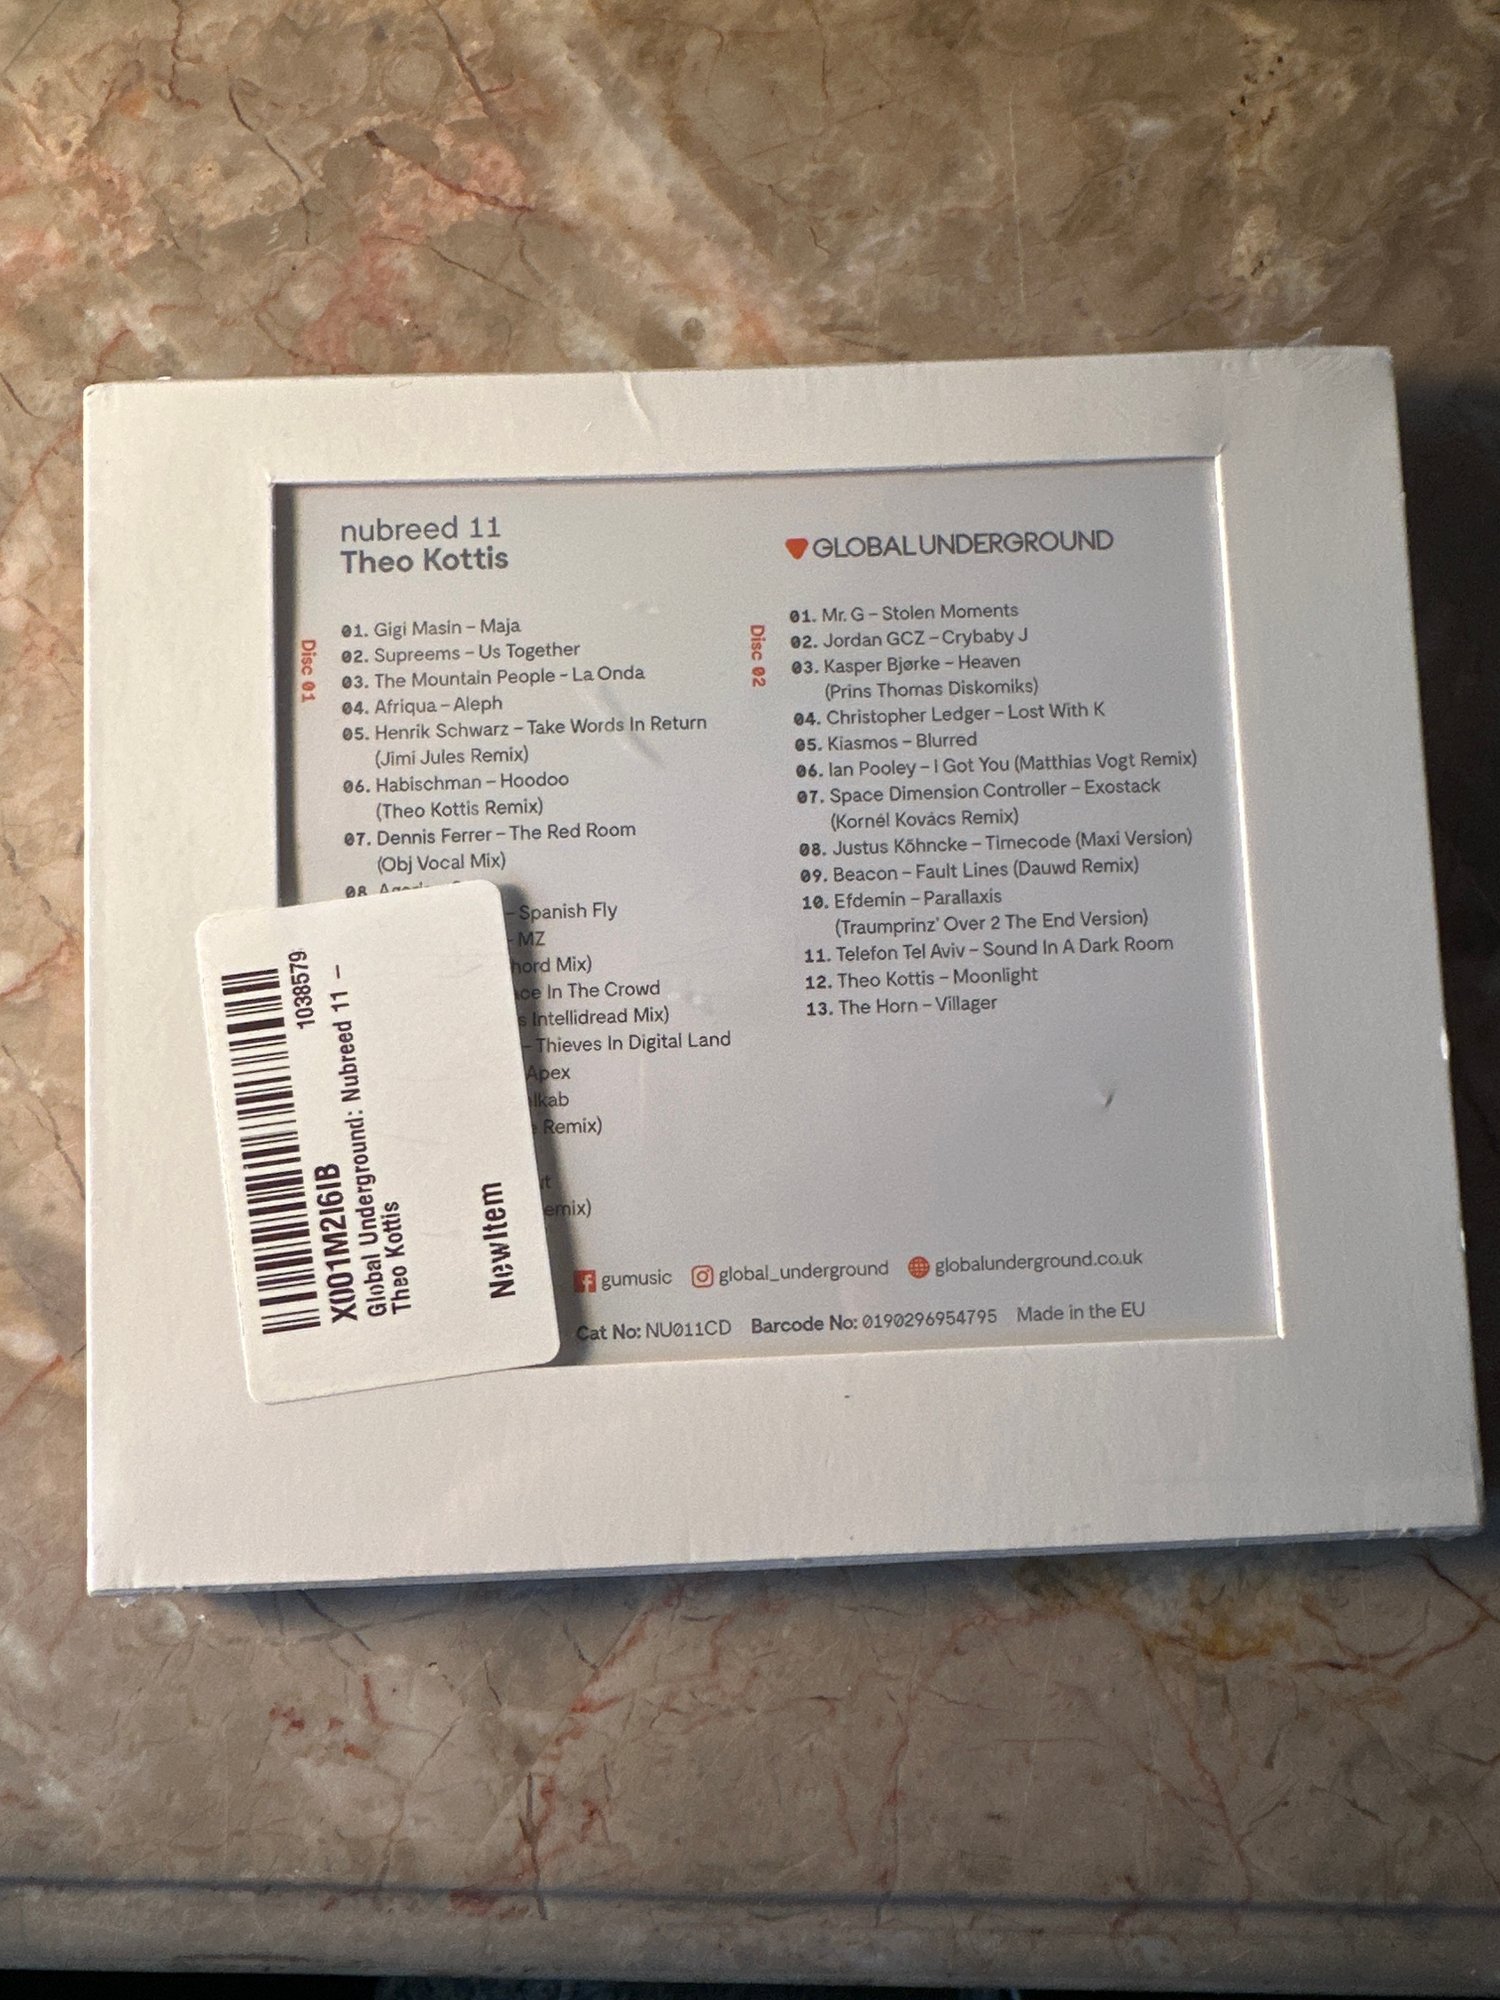 nubreed 11
Theo Kottis
Disc 01
01. Gigi Masin – Maja
02. Supreems – Us Together
03. The Mountain People – La Onda
04. Afriqua – Aleph
05. Henrik Schwarz – Take Words In Return
(Jimi Jules Remix)
06. Habischman – Hoodoo
(Theo Kottis Remix)
07. Dennis Ferrer – The Red Room
(Obj Vocal Mix)
08.
– Spanish Fly
– MZ
Mix)
In The Crowd
Intellidread Mix)
– Thieves In Digital Land
Apex
Remix)
GLOBAL UNDERGROUND
Disc 02
01. Mr. G – Stolen Moments
02. Jordan GCZ – Crybaby J
03. Kasper Bjørke – Heaven
(Prins Thomas Diskomiks)
04. Christopher Ledger – Lost With K
05. Kiasmos – Blurred
06. Ian Pooley – I Got You (Matthias Vogt Remix)
07. Space Dimension Controller – Exostack
(Kornél Kovács Remix)
08. Justus Köhncke – Timecode (Maxi Version)
09. Beacon – Fault Lines (Dauwd Remix)
10. Efdemin – Parallaxis
(Traumprinz' Over 2 The End Version)
11. Telefon Tel Aviv – Sound In A Dark Room
12. Theo Kottis – Moonlight
13. The Horn – Villager
gumusic global_underground globalunderground.co.uk
Cat No: NU011CD Barcode No: 0190296954795 Made in the EU
1038579
X001M2I6IB
Global Underground: Nubreed 11 –
Theo Kottis
NewItem